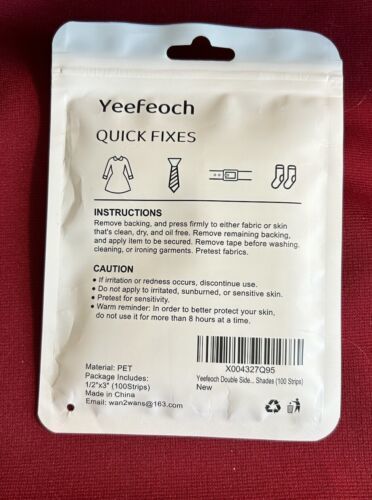 Yeefeoch
QUICK FIXES
INSTRUCTIONS
Remove backing, and press firmly to either fabric or skin
that's clean, dry, and oil free. Remove remaining backing,
and apply item to be secured. Remove tape before washing.
cleaning, or ironing garments. Pretest fabrics.
CAUTION
• If irritation or redness occurs, discontinue use.
• Do not apply to irritated, sunburned, or sensitive skin.
• Pretest for sensitivity.
• Warm reminder: In order to better protect your skin,
do not use it for more than 8 hours at a time.
Material: PET
Package Includes:
1/2"x3" (100Strips)
Made in China
Email: wan2wans@163.com
X004327Q95
Yeefeoch Double Side... Shades (100 Strips)
New